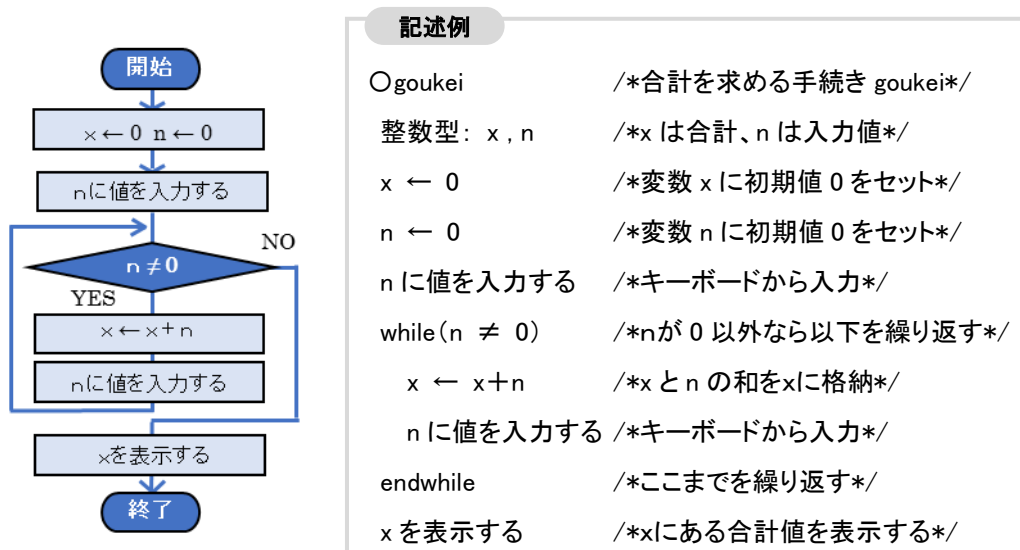 開始
x ← 0 n ← 0
nに値を入力する
n ≠ 0
NO
YES
x ← x + n
nに値を入力する
xを表示する
終了
記述例
○goukei /*合計を求める手続き goukei*/
整数型: x , n /*x は合計、n は入力値*/
x ← 0 /*変数 x に初期値 0 をセット*/
n ← 0 /*変数 n に初期値 0 をセット*/
n に値を入力する /*キーボードから入力*/
while(n ≠ 0) /*nが 0 以外なら以下を繰り返す*/
x ← x+n /*x と n の和をxに格納*/
n に値を入力する /*キーボードから入力*/
endwhile /*ここまでを繰り返す*/
x を表示する /*xにある合計値を表示する*/